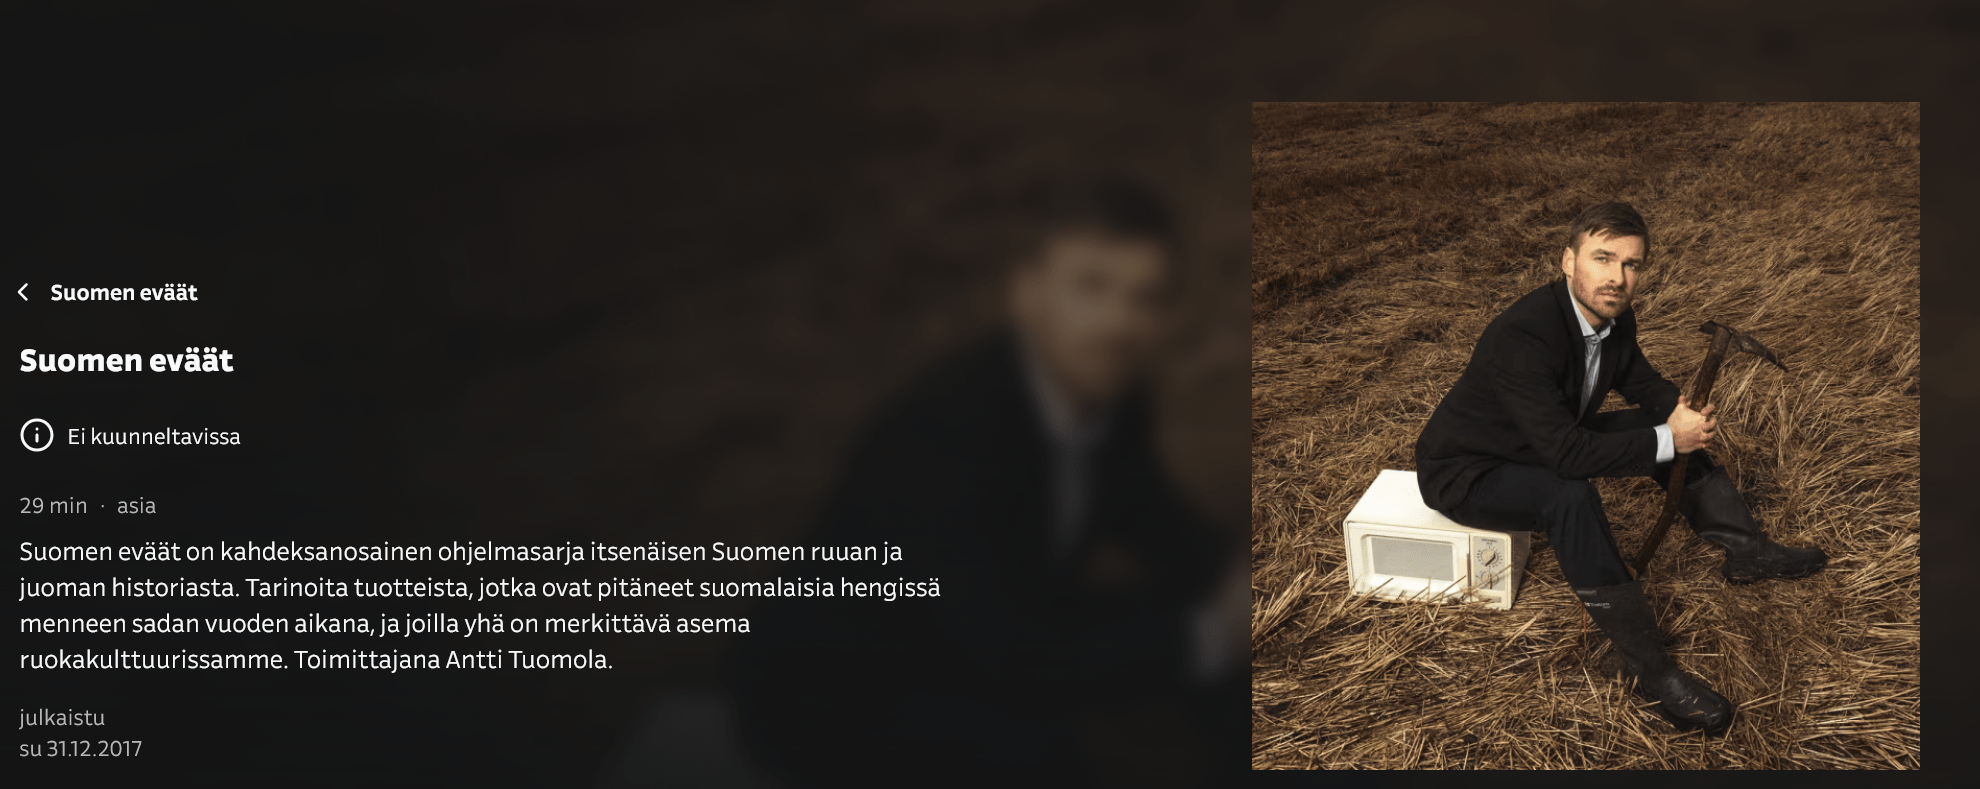 Suomen eväät
Suomen eväät
Ei kuunneltavissa
29 min · asia
Suomen eväät on kahdeksanosainen ohjelmasarja itsenäisen Suomen ruuan ja
juoman historiasta. Tarinoita tuotteista, jotka ovat pitäneet suomalaisia hengissä
menneen sadan vuoden aikana, ja joilla yhä on merkittävä asema
ruokakulttuurissamme. Toimittajana Antti Tuomola.
julkaistu
su 31.12.2017